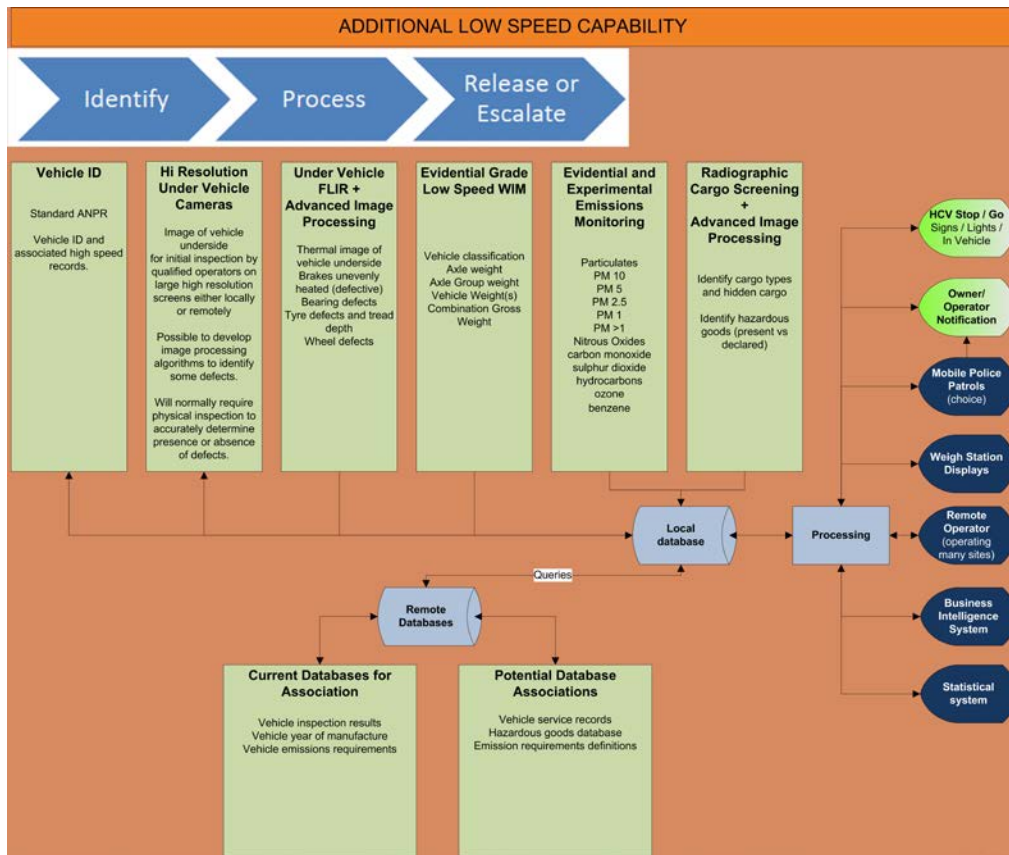 ADDITIONAL LOW SPEED CAPABILITY
Identify
Process
Release or
Escalate
Vehicle ID
Standard ANPR
Vehicle ID and
associated high speed
records.
Hi Resolution
Under Vehicle
Cameras
Image of vehicle
underside
for initial inspection by
qualified operators on
large high resolution
screens either locally
or remotely
Possible to develop
image processing
algorithms to identify
some defects.
Will normally require
physical inspection to
accurately determine
presence or absence
of defects.
Under Vehicle
FLIR +
Advanced Image
Processing
Thermal image of
vehicle underside
Brakes unevenly
heated (defective)
Bearing defects
Tyre defects and tread
depth
Wheel defects
Evidential Grade
Low Speed WIM
Vehicle classification
Axle weight
Axle Group weight
Vehicle Weight(s)
Combination Gross
Weight
Evidential and
Experimental
Emissions
Monitoring
Particulates
PM 10
PM 5
PM 2.5
PM 1
PM >1
Nitrous Oxides
carbon monoxide
sulphur dioxide
hydrocarbons
ozone
benzene
Radiographic
Cargo Screening
+
Advanced Image
Processing
Identify cargo types
and hidden cargo
Identify hazardous
goods (present vs
declared)
HCV Stop / Go
Signs / Lights /
In Vehicle
Owner/
Operator
Notification
Mobile Police
Patrols
(choice)
Weigh Station
Displays
Remote
Operator
(operating
many sites)
Business
Intelligence
System
Statistical
system
Local
database
Processing
Queries
Remote
Databases
Current Databases for
Association
Vehicle inspection results
Vehicle year of manufacture
Vehicle emissions requirements
Potential Database
Associations
Vehicle service records
Hazardous goods database
Emission requirements definitions